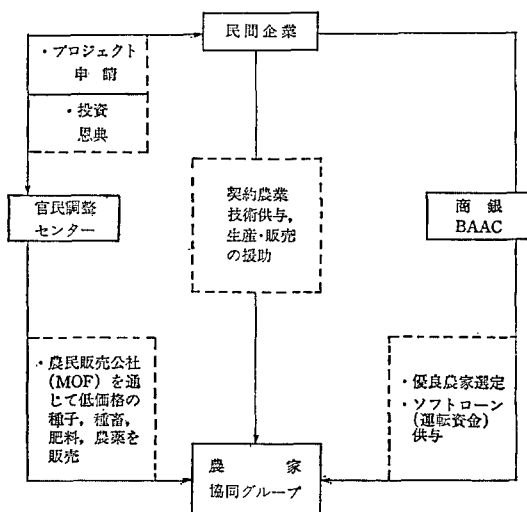 民間企業
・プロジェクト
申請
・投資
恩典
官民調整
センター
契約農業
技術供与，
生産・販売
の援助
商銀
BAAC
・農民販売公社
(MOF）を通
じて低価格の
種子，種畜，
肥料，農薬を
販売
・優良農家選定
・ソフトローン
(運転資金）
供与
農家
協同グループ